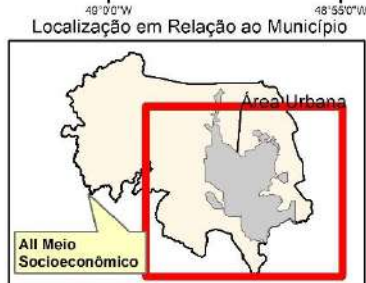 49°0'0"W 48°55'0"W
Localização em Relação ao Município
Área Urbana
AII Meio
Socioeconômico